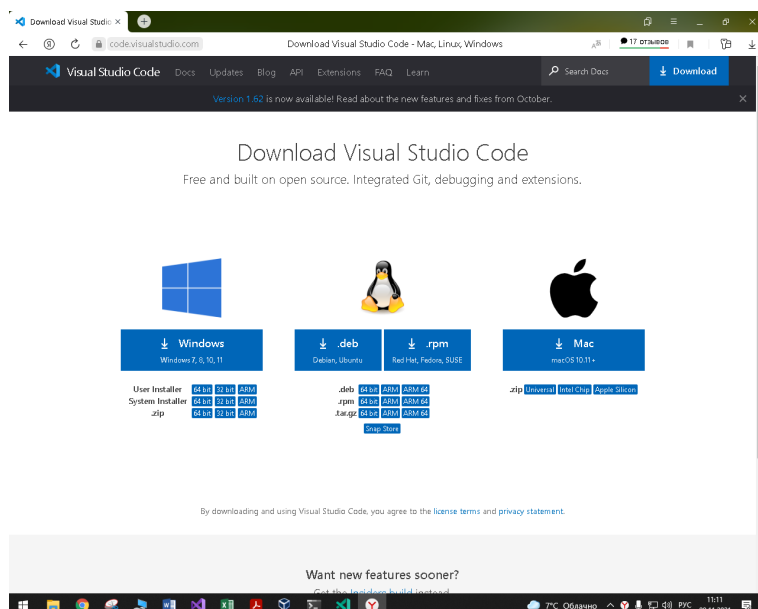 Download Visual Studio
code.visualstudio.com
Download Visual Studio Code - Mac, Linux, Windows
17 отзывов
Visual Studio Code
Docs
Updates
Blog
API
Extensions
FAQ
Learn
Search Docs
Download
Version 1.62 is now available! Read about the new features and fixes from October.
Download Visual Studio Code
Free and built on open source. Integrated Git, debugging and extensions.
Windows
Windows 7, 8, 10, 11
.deb
Debian, Ubuntu
.rpm
Red Hat, Fedora, SUSE
Mac
macOS 10.11+
User Installer 64 bit 32 bit ARM
System Installer 64 bit 32 bit ARM
.zip 64 bit 32 bit ARM
.deb 64 bit ARM ARM 64
.rpm 64 bit ARM ARM 64
.tar.gz 64 bit ARM ARM 64
Snap Store
.zip Universal Intel Chip Apple Silicon
By downloading and using Visual Studio Code, you agree to the license terms and privacy statement.
Want new features sooner?
Get the Insiders build instead.
7°C Облачно
РУС
11:11